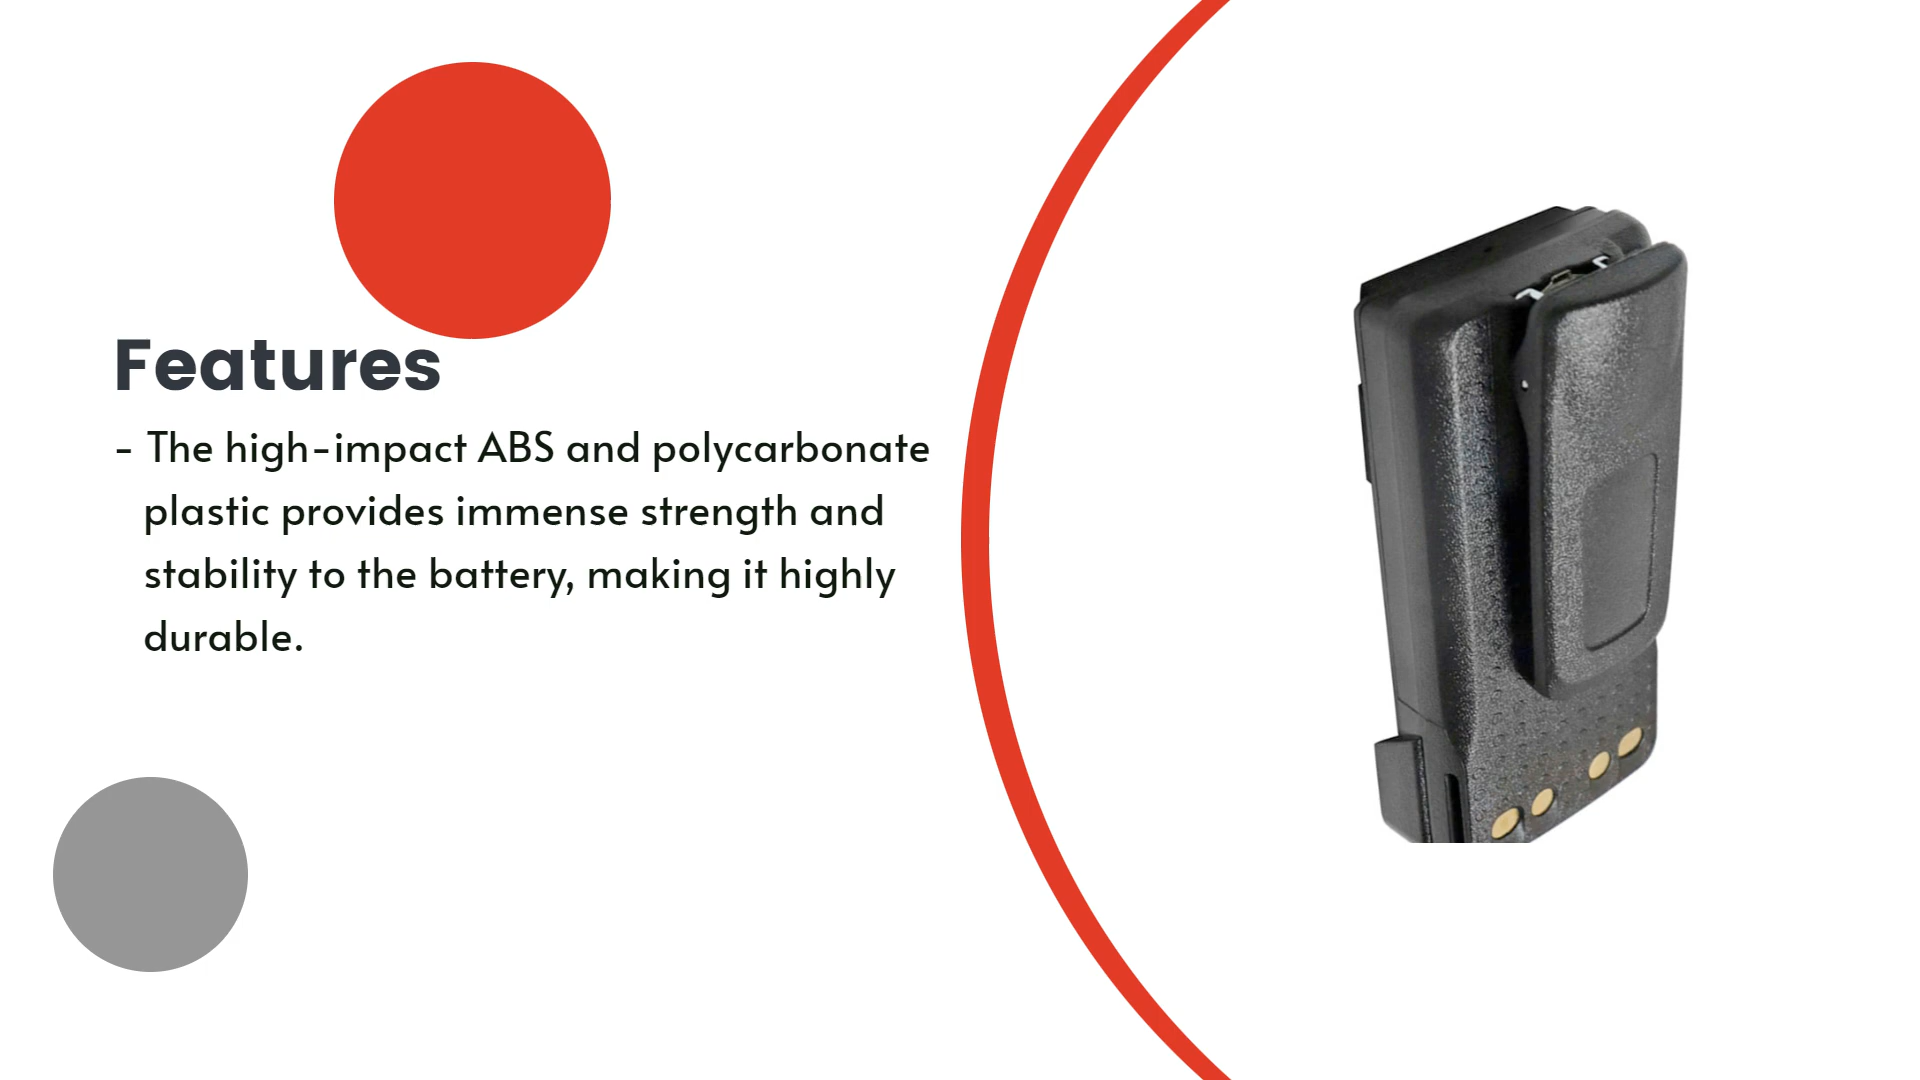 Features
- The high-impact ABS and polycarbonate
plastic provides immense strength and
stability to the battery, making it highly
durable.